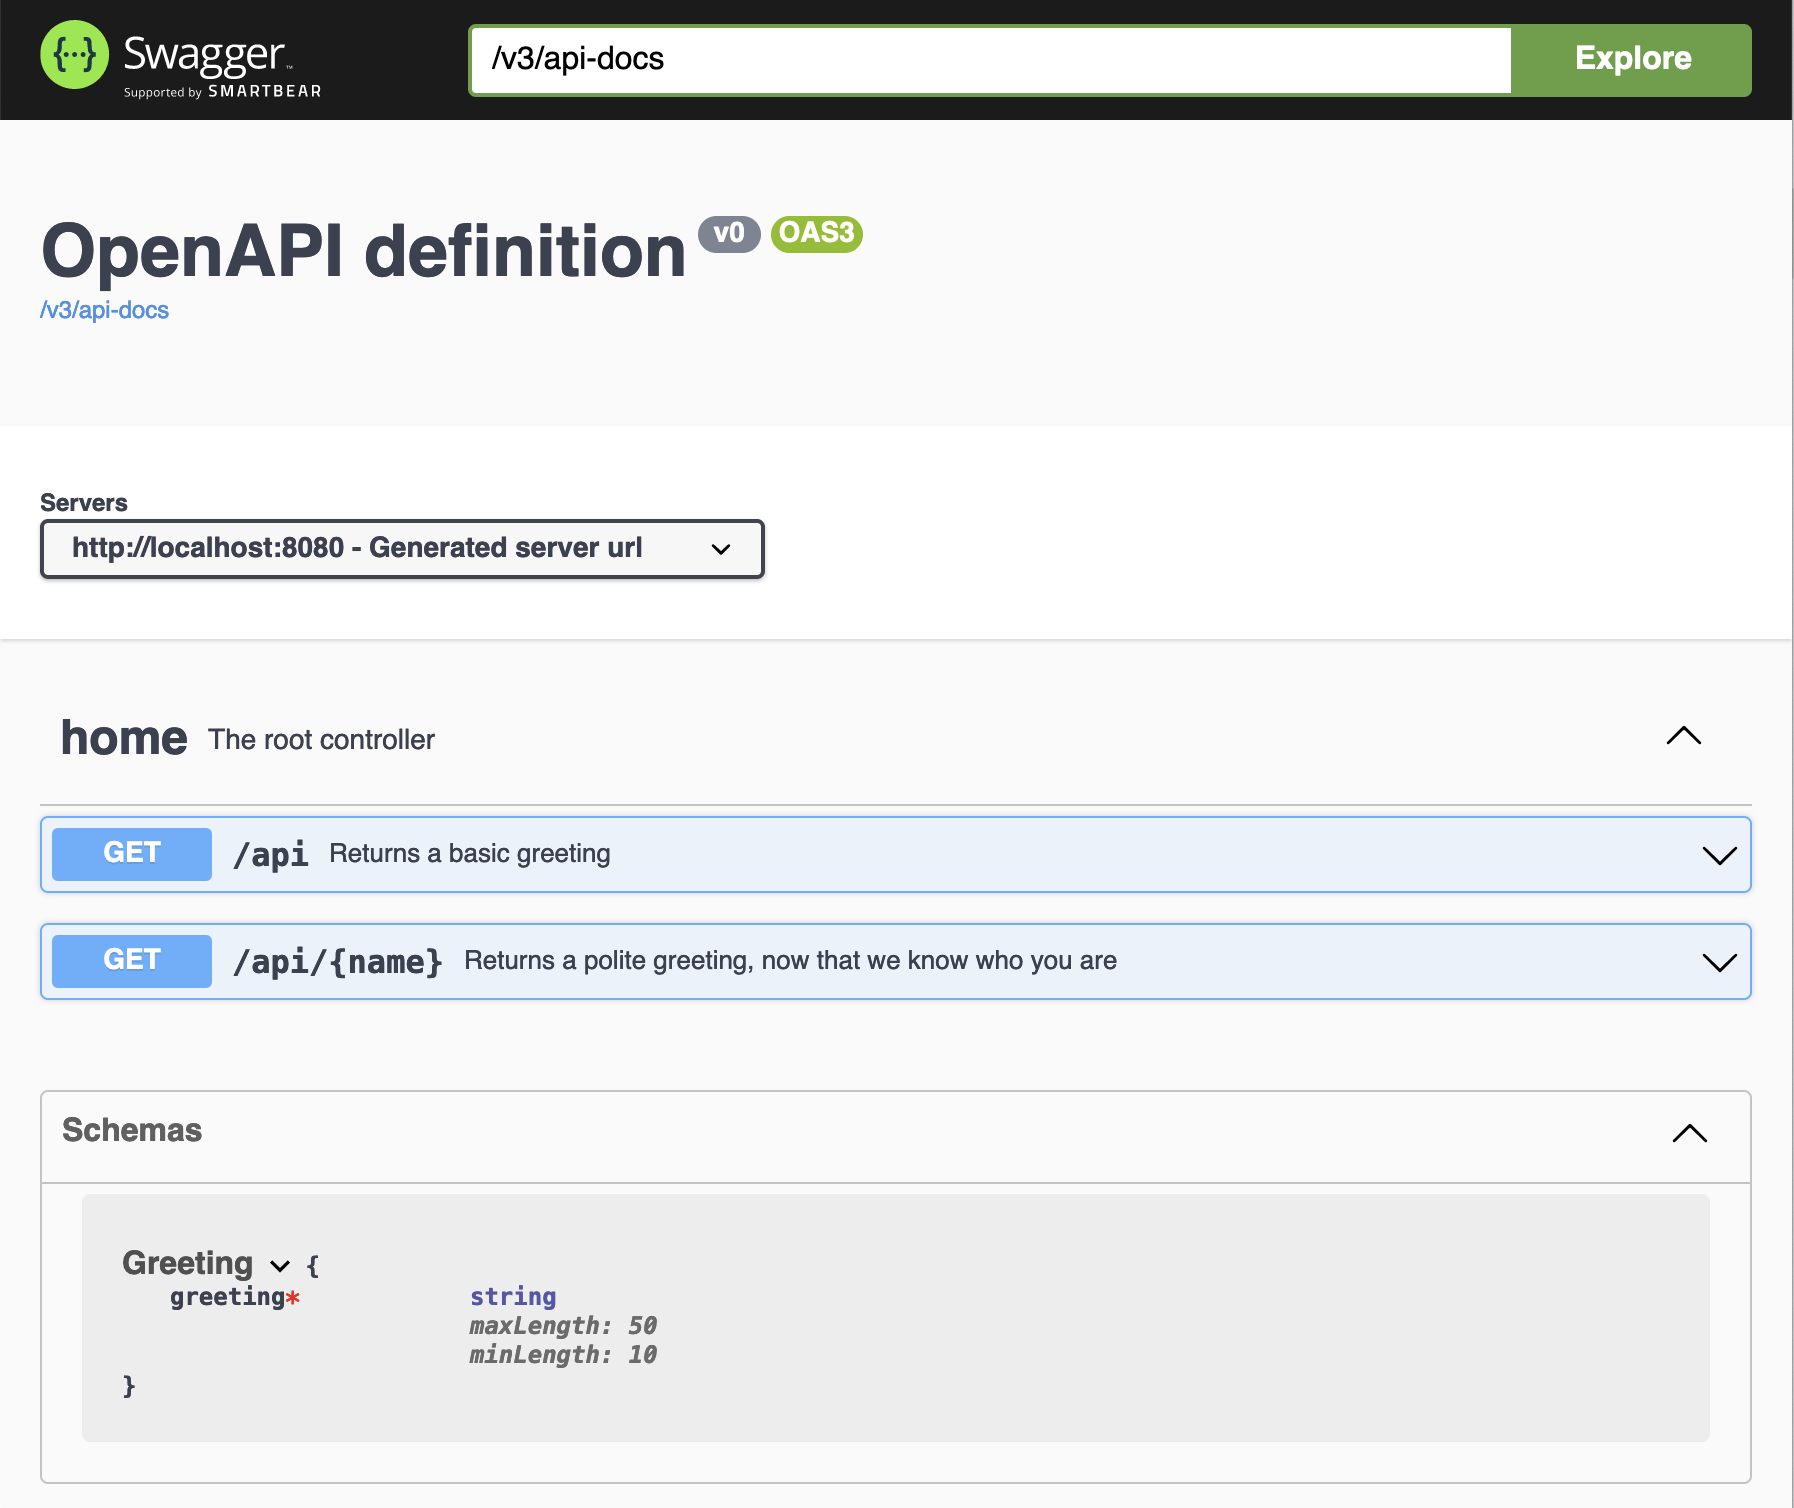 {...} Swagger™
Supported by SMARTBEAR
/v3/api-docs
Explore
OpenAPI definition v0 OAS3
/v3/api-docs
Servers
http://localhost:8080 - Generated server url
home The root controller
GET /api Returns a basic greeting
GET /api/{name} Returns a polite greeting, now that we know who you are
Schemas
Greeting {
greeting* string
maxLength: 50
minLength: 10
}